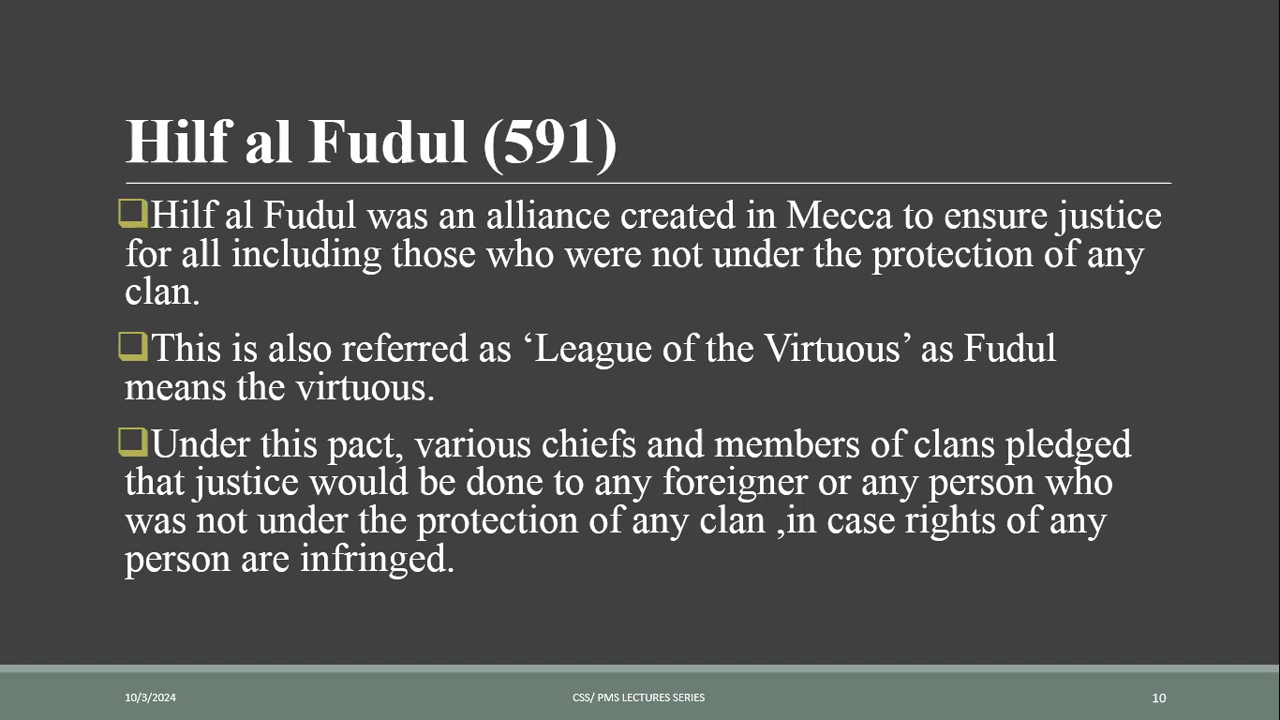 Hilf al Fudul (591)
❑Hilf al Fudul was an alliance created in Mecca to ensure justice
for all including those who were not under the protection of any
clan.
❑This is also referred as ‘League of the Virtuous’ as Fudul
means the virtuous.
❑Under this pact, various chiefs and members of clans pledged
that justice would be done to any foreigner or any person who
was not under the protection of any clan ,in case rights of any
person are infringed.
10/3/2024
CSS/ PMS LECTURES SERIES
10